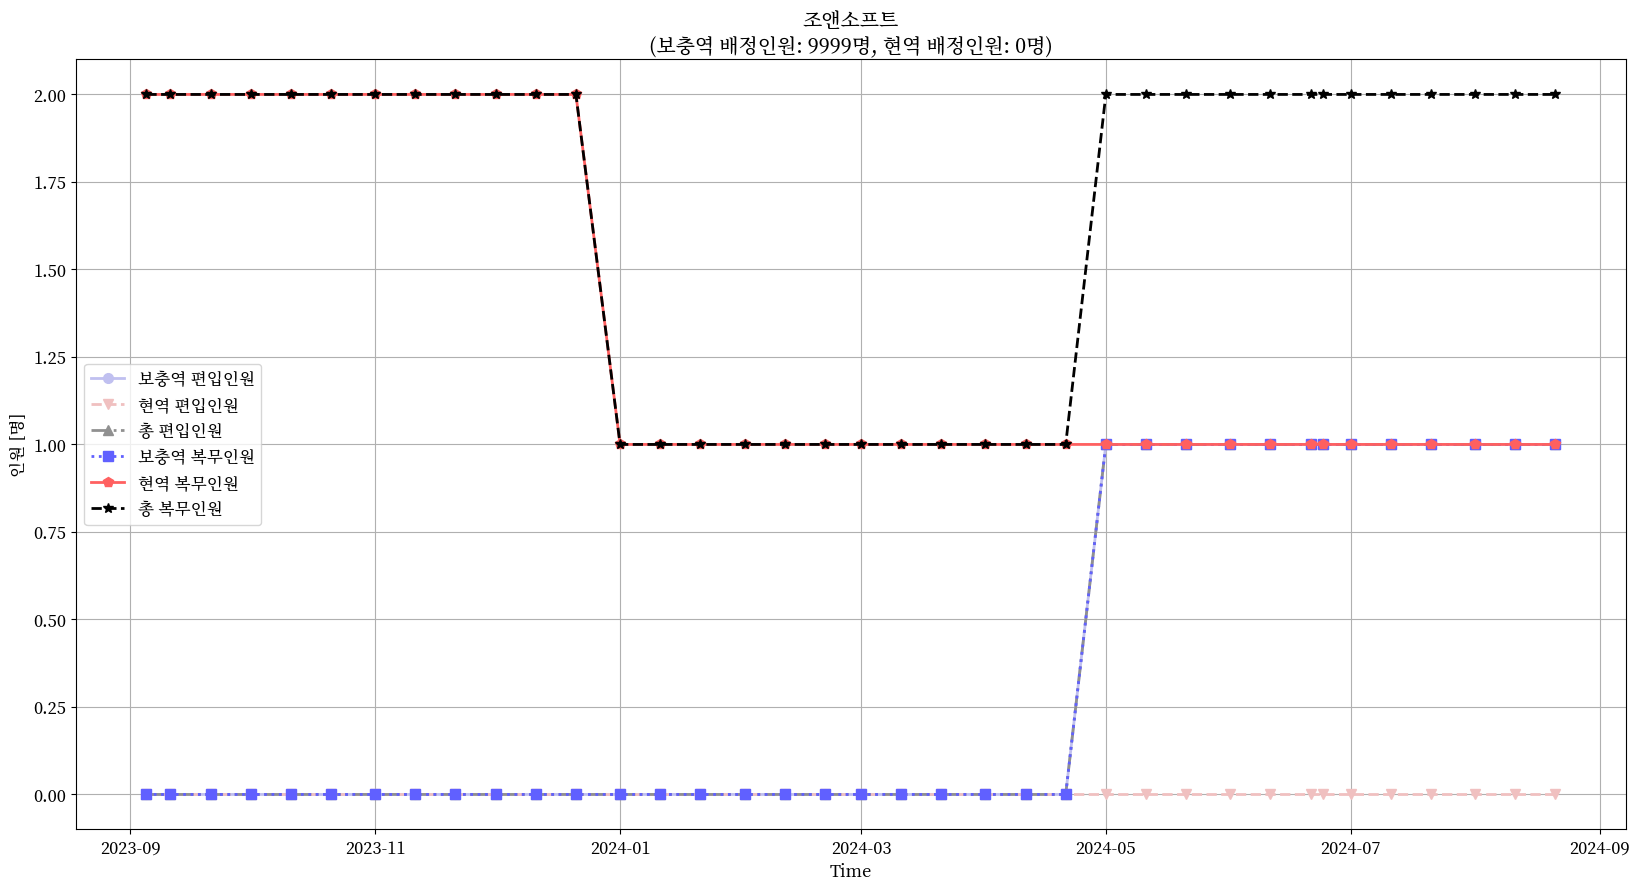 조앤소프트
(보충역 배정인원: 9999명, 현역 배정인원: 0명)
2.00
1.75
1.50
1.25
1.00
0.75
0.50
0.25
0.00
인원 [명]
보충역 편입인원
현역 편입인원
총 편입인원
보충역 복무인원
현역 복무인원
총 복무인원
2023-09
2023-11
2024-01
2024-03
2024-05
2024-07
2024-09
Time